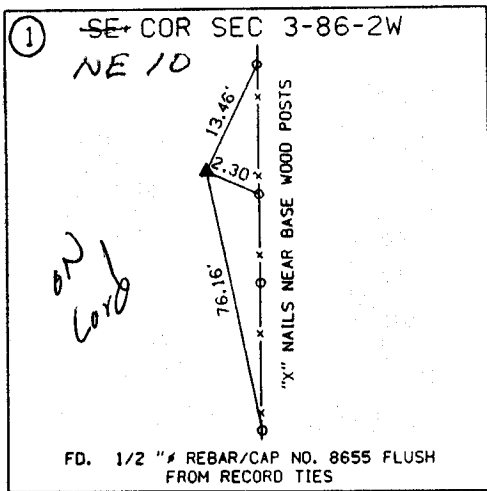 1
SE COR SEC 3-86-2W
NE 10
13.46'
2.30'
76.16'
"X" NAILS NEAR BASE WOOD POSTS
on
Card
FD. 1/2 "ø REBAR/CAP NO. 8655 FLUSH
FROM RECORD TIES